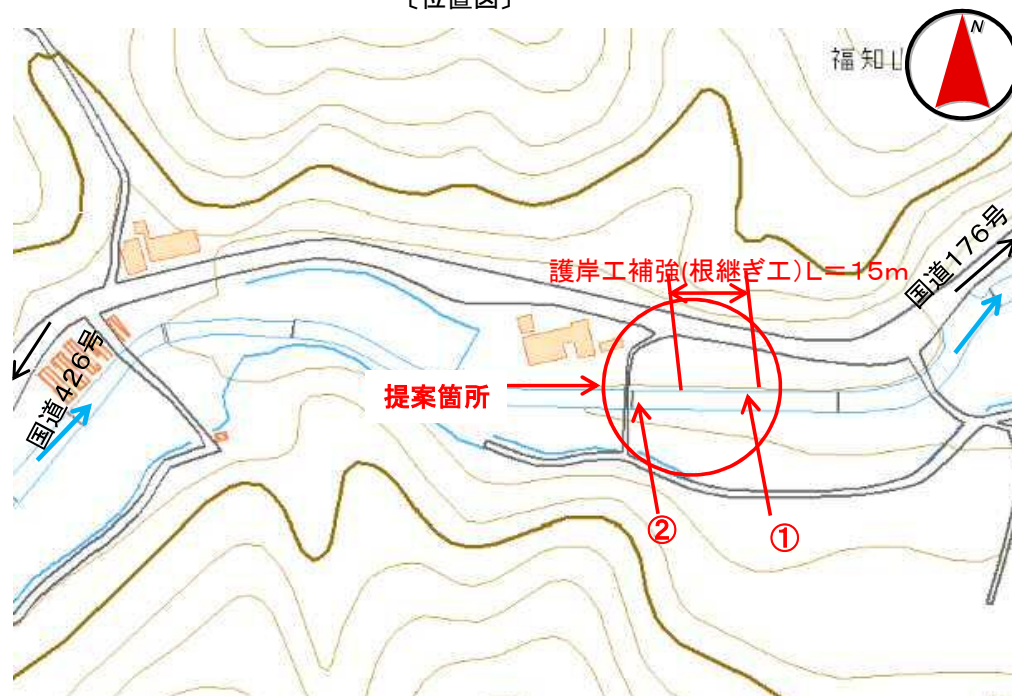 〔位置図〕
N
福知山
国道176号
護岸工補強(根継ぎ工)L=15m
国道426号
提案箇所
②
①